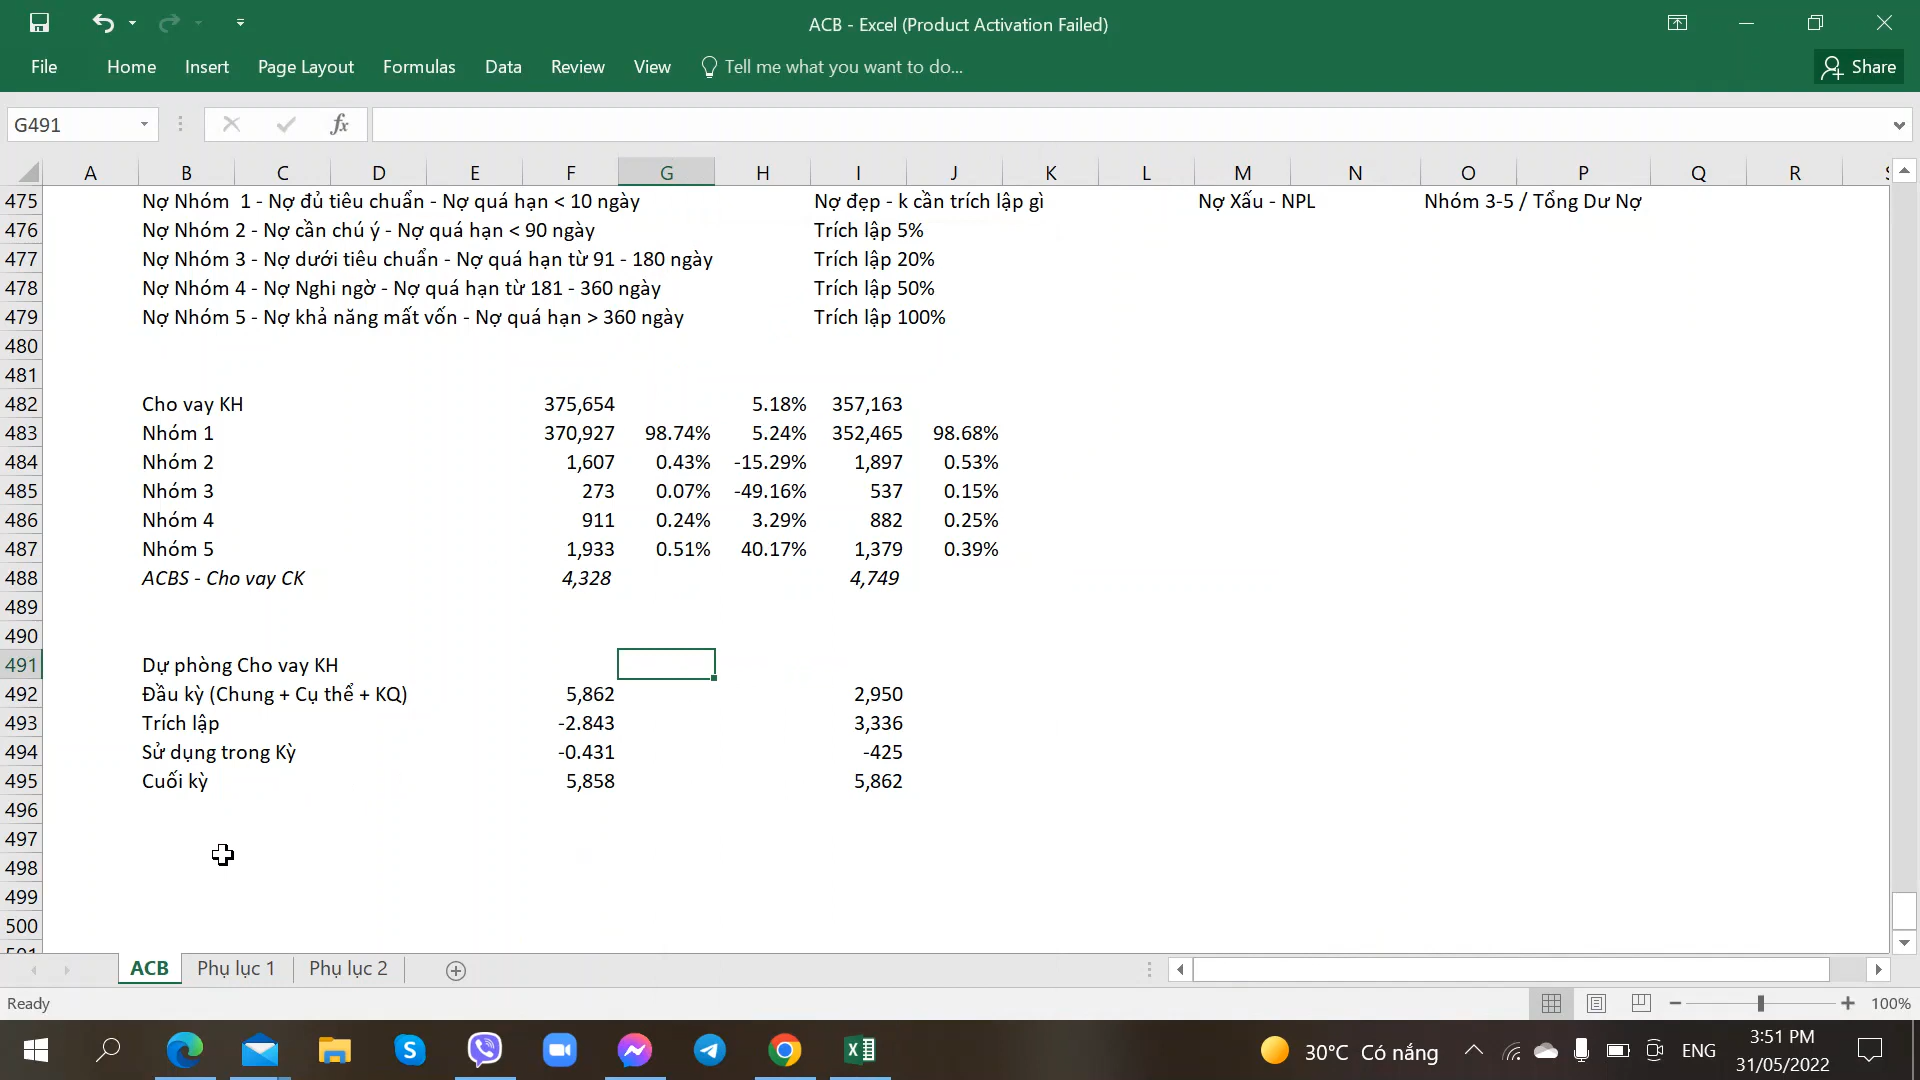 ACB - Excel (Product Activation Failed)
File Home Insert Page Layout Formulas Data Review View Tell me what you want to do... Share
G491 fx
A B C D E F G H I J K L M N O P Q R
475 Nợ Nhóm 1 - Nợ đủ tiêu chuẩn - Nợ quá hạn < 10 ngày Nợ đẹp - k cần trích lập gì Nợ Xấu - NPL Nhóm 3-5 / Tổng Dư Nợ
476 Nợ Nhóm 2 - Nợ cần chú ý - Nợ quá hạn < 90 ngày Trích lập 5%
477 Nợ Nhóm 3 - Nợ dưới tiêu chuẩn - Nợ quá hạn từ 91 - 180 ngày Trích lập 20%
478 Nợ Nhóm 4 - Nợ Nghi ngờ - Nợ quá hạn từ 181 - 360 ngày Trích lập 50%
479 Nợ Nhóm 5 - Nợ khả năng mất vốn - Nợ quá hạn > 360 ngày Trích lập 100%
480
481
482 Cho vay KH 375,654 5.18% 357,163
483 Nhóm 1 370,927 98.74% 5.24% 352,465 98.68%
484 Nhóm 2 1,607 0.43% -15.29% 1,897 0.53%
485 Nhóm 3 273 0.07% -49.16% 537 0.15%
486 Nhóm 4 911 0.24% 3.29% 882 0.25%
487 Nhóm 5 1,933 0.51% 40.17% 1,379 0.39%
488 ACBS - Cho vay CK 4,328 4,749
489
490
491 Dự phòng Cho vay KH
492 Đầu kỳ (Chung + Cụ thể + KQ) 5,862 2,950
493 Trích lập -2.843 3,336
494 Sử dụng trong Kỳ -0.431 -425
495 Cuối kỳ 5,858 5,862
496
497
498
499
500
ACB Phụ lục 1 Phụ lục 2
Ready 100%
30°C Có nắng ENG 3:51 PM
31/05/2022